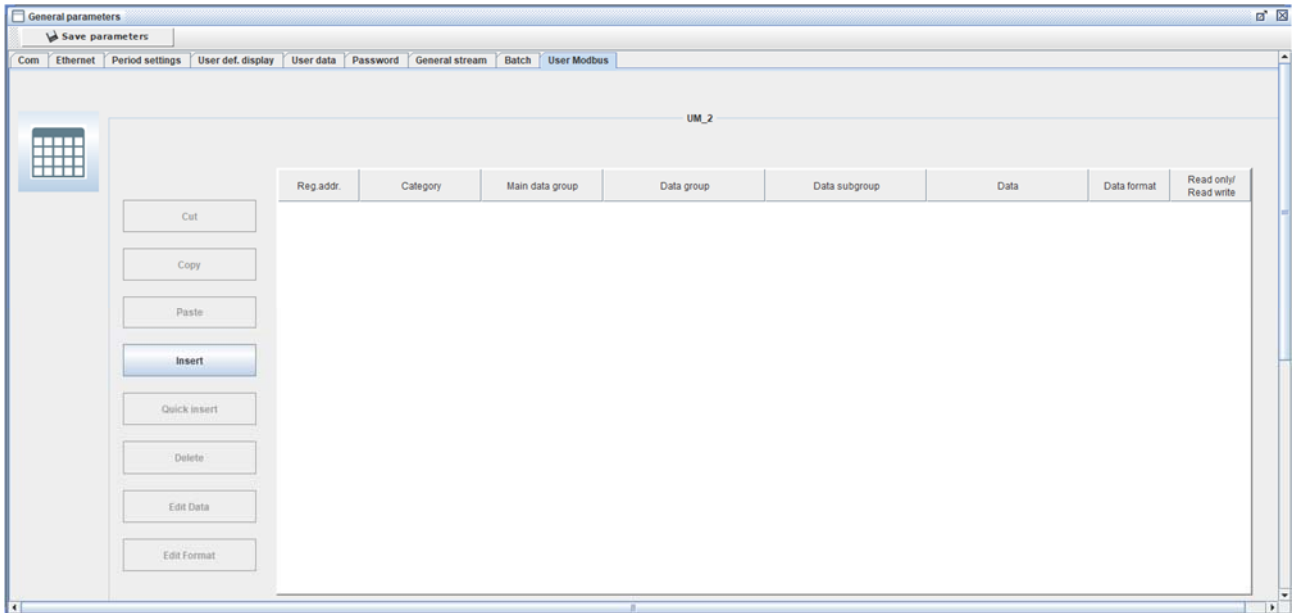 General parameters
Save parameters
Com Ethernet Period settings User def. display User data Password General stream Batch User Modbus
UM_2
Reg.addr. Category Main data group Data group Data subgroup Data Data format Read only/
Read write
Cut
Copy
Paste
Insert
Quick insert
Delete
Edit Data
Edit Format